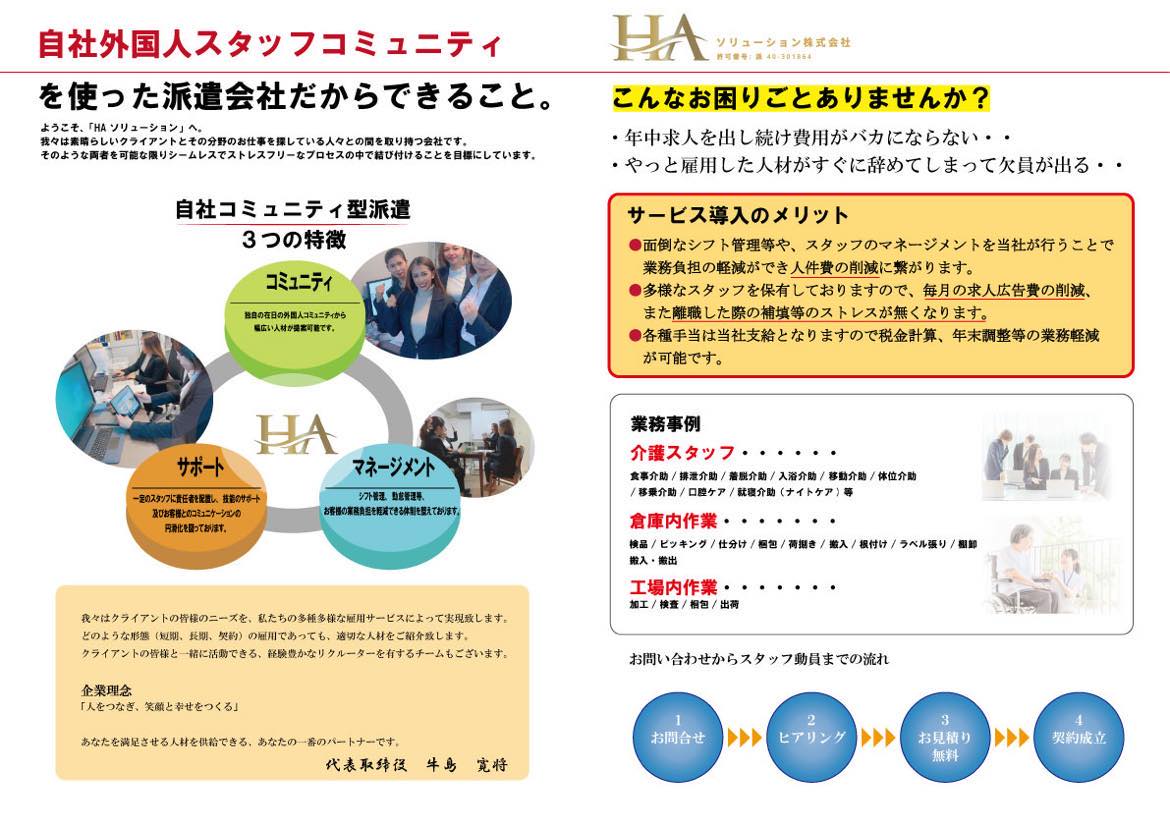 自社外国人スタッフコミュニティ
を使った派遣会社だからできること。
ようこそ、「HA ソリューション」へ。
我々は素晴らしいクライアントとその分野のお仕事を探している人々との間を取り持つ会社です。
そのような両者を可能な限りシームレスでストレスフリーなプロセスの中で結び付けることを目標にしています。
自社コミュニティ型派遣
3つの特徴
コミュニティ
独自の在日の外国人コミュニティから
幅広い人材が提案可能です。
HA
サポート
一定のスタッフに責任者を配置し、技能のサポート
及びお客様とのコミュニケーションの
円滑化を図っております。
マネージメント
シフト管理、勤怠管理等、
お客様の業務負担を軽減できる体制を整えております。
我々はクライアントの皆様のニーズを、私たちの多種多様な雇用サービスによって実現致します。
どのような形態（短期、長期、契約）の雇用であっても、適切な人材をご紹介致します。
クライアントの皆様と一緒に活動できる、経験豊かなリクルーターを有するチームもございます。
企業理念
「人をつなぎ、笑顔と幸せをつくる」
あなたを満足させる人材を供給できる、あなたの一番のパートナーです。
代表取締役 牛島 寛将
HA ソリューション株式会社
許可番号: 派 40-301864
こんなお困りごとありませんか？
・年中求人を出し続け費用がバカにならない・・
・やっと雇用した人材がすぐに辞めてしまって欠員が出る・・
サービス導入のメリット
●面倒なシフト管理等や、スタッフのマネージメントを当社が行うことで
業務負担の軽減ができ人件費の削減に繋がります。
●多様なスタッフを保有しておりますので、毎月の求人広告費の削減、
また離職した際の補填等のストレスが無くなります。
●各種手当は当社支給となりますので税金計算、年末調整等の業務軽減
が可能です。
業務事例
介護スタッフ・・・・・・
食事介助 / 排泄介助 / 着脱介助 / 入浴介助 / 移動介助 / 体位介助
/ 移乗介助 / 口腔ケア / 就寝介助（ナイトケア）等
倉庫内作業・・・・・・・
検品 / ピッキング / 仕分け / 梱包 / 荷捌き / 搬入 / 根付け / ラベル張り / 棚卸
搬入・搬出
工場内作業・・・・・・・
加工 / 検査 / 梱包 / 出荷
お問い合わせからスタッフ動員までの流れ
1
お問合せ
2
ヒアリング
3
お見積り
無料
4
契約成立